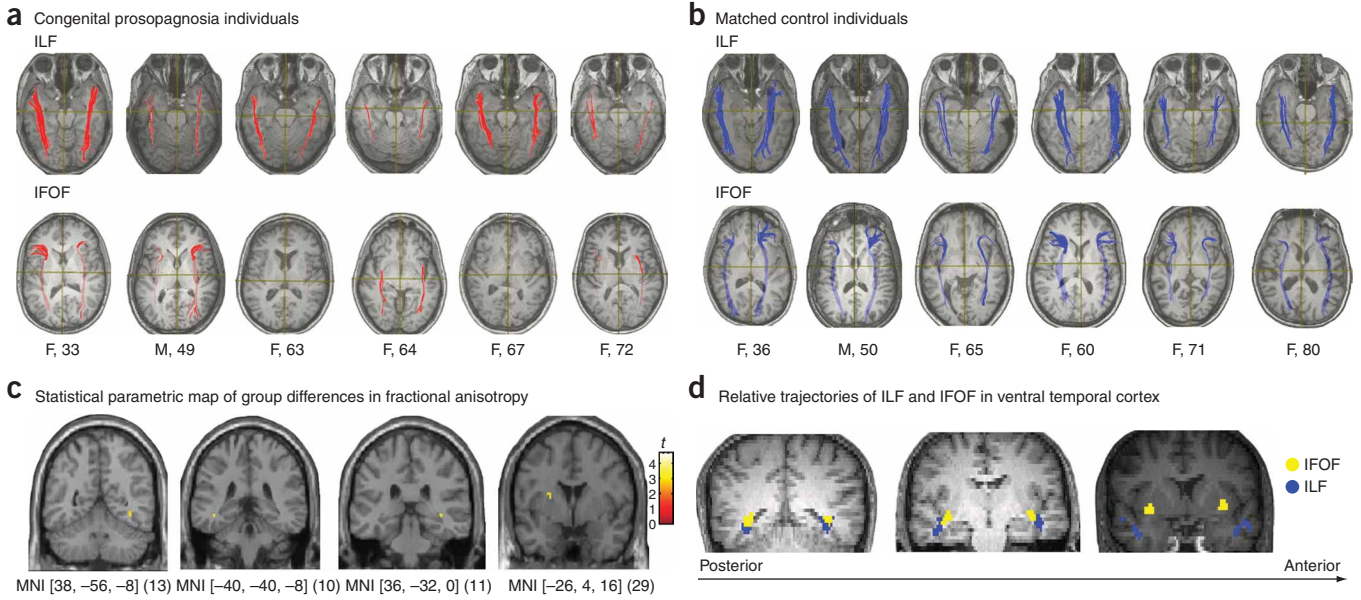 a Congenital prosopagnosia individuals
ILF
IFOF
F, 33 M, 49 F, 63 F, 64 F, 67 F, 72
b Matched control individuals
ILF
IFOF
F, 36 M, 50 F, 65 F, 60 F, 71 F, 80
c Statistical parametric map of group differences in fractional anisotropy
t
4
3
2
1
0
MNI [38, –56, –8] (13) MNI [–40, –40, –8] (10) MNI [36, –32, 0] (11) MNI [–26, 4, 16] (29)
d Relative trajectories of ILF and IFOF in ventral temporal cortex
IFOF
ILF
Posterior Anterior